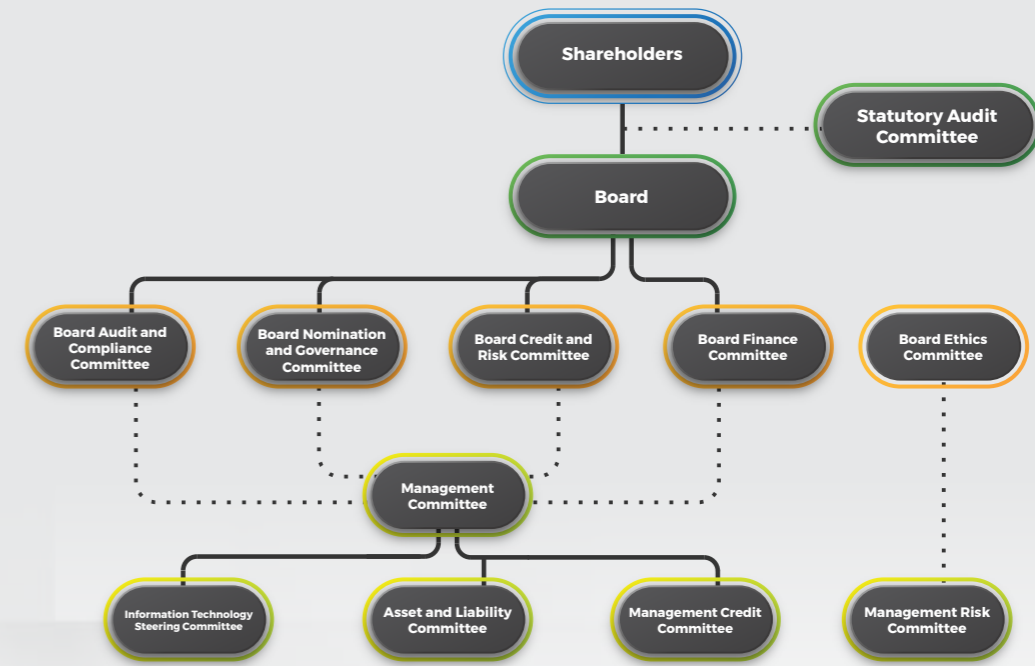 Shareholders
Statutory Audit
Committee
Board
Board Audit and
Compliance
Committee
Board Nomination
and Governance
Committee
Board Credit and
Risk Committee
Board Finance
Committee
Board Ethics
Committee
Management
Committee
Information Technology
Steering Committee
Asset and Liability
Committee
Management Credit
Committee
Management Risk
Committee